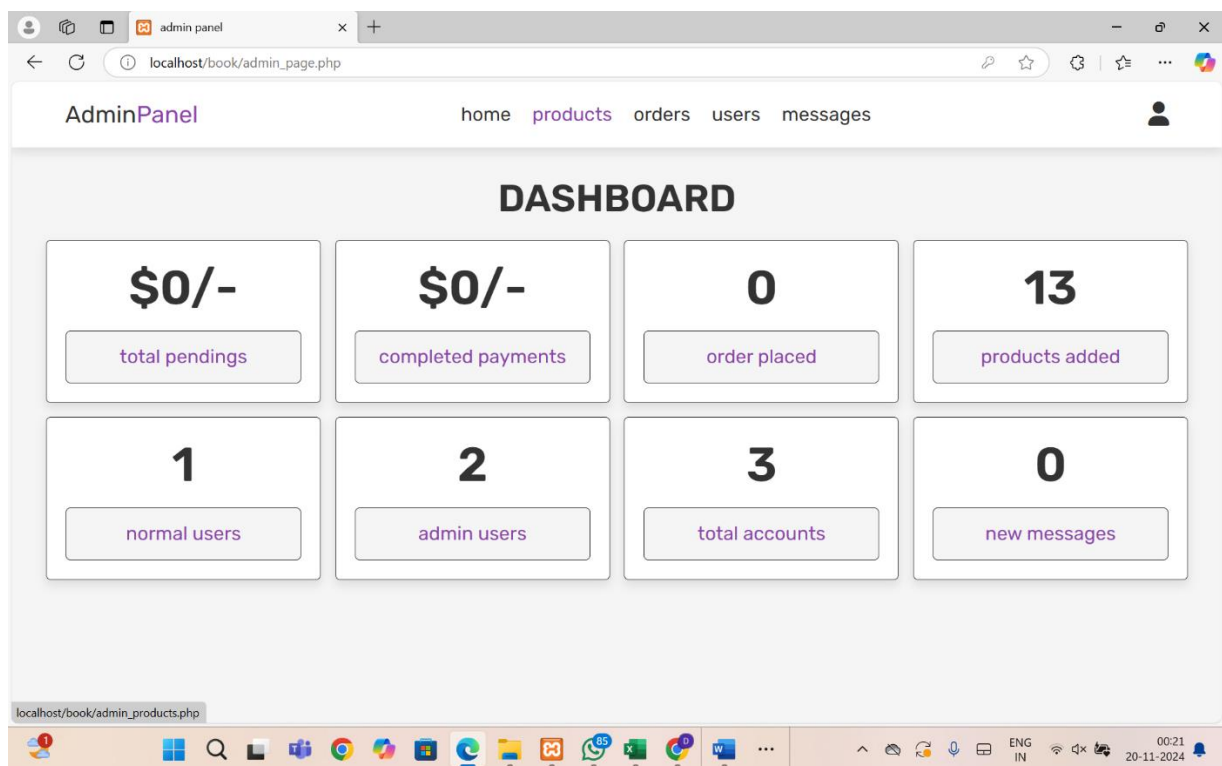 admin panel
localhost/book/admin_page.php
AdminPanel
home products orders users messages
DASHBOARD
$0/-
total pendings
$0/-
completed payments
0
order placed
13
products added
1
normal users
2
admin users
3
total accounts
0
new messages
localhost/book/admin_products.php
1
85
D
ENG
IN
00:21
20-11-2024